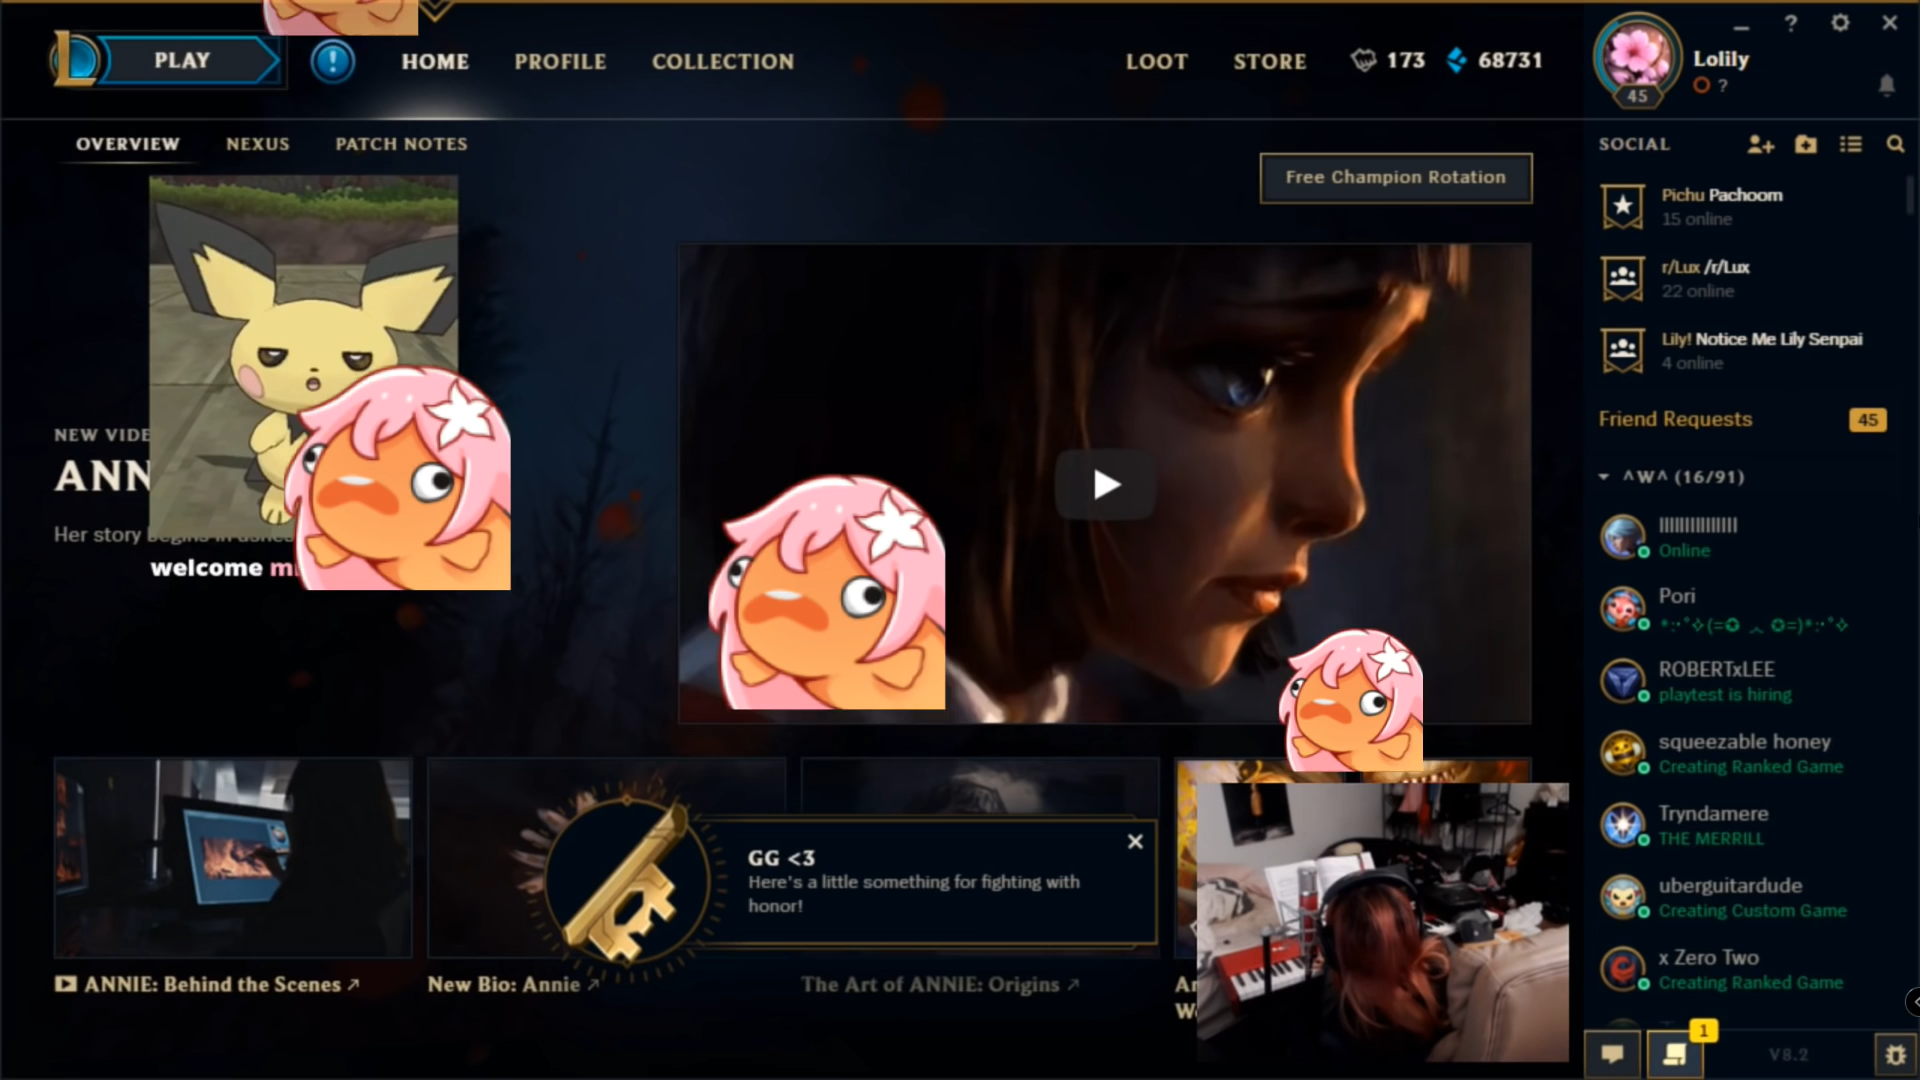 PLAY
HOME
PROFILE
COLLECTION
LOOT
STORE
173
68731
?
Lolily
?
45
OVERVIEW
NEXUS
PATCH NOTES
Free Champion Rotation
SOCIAL
Pichu Pachoom
15 online
r/Lux /r/Lux
22 online
Lily! Notice Me Lily Senpai
4 online
Friend Requests
45
^W^ (16/91)
Online
Pori
ROBERTxLEE
playtest is hiring
squeezable honey
Creating Ranked Game
Tryndamere
THE MERRILL
uberguitardude
Creating Custom Game
x Zero Two
Creating Ranked Game
1
V8.2
NEW VIDE
ANN
Her story begins in ashes
welcome
GG <3
Here's a little something for fighting with
honor!
ANNIE: Behind the Scenes
New Bio: Annie
The Art of ANNIE: Origins